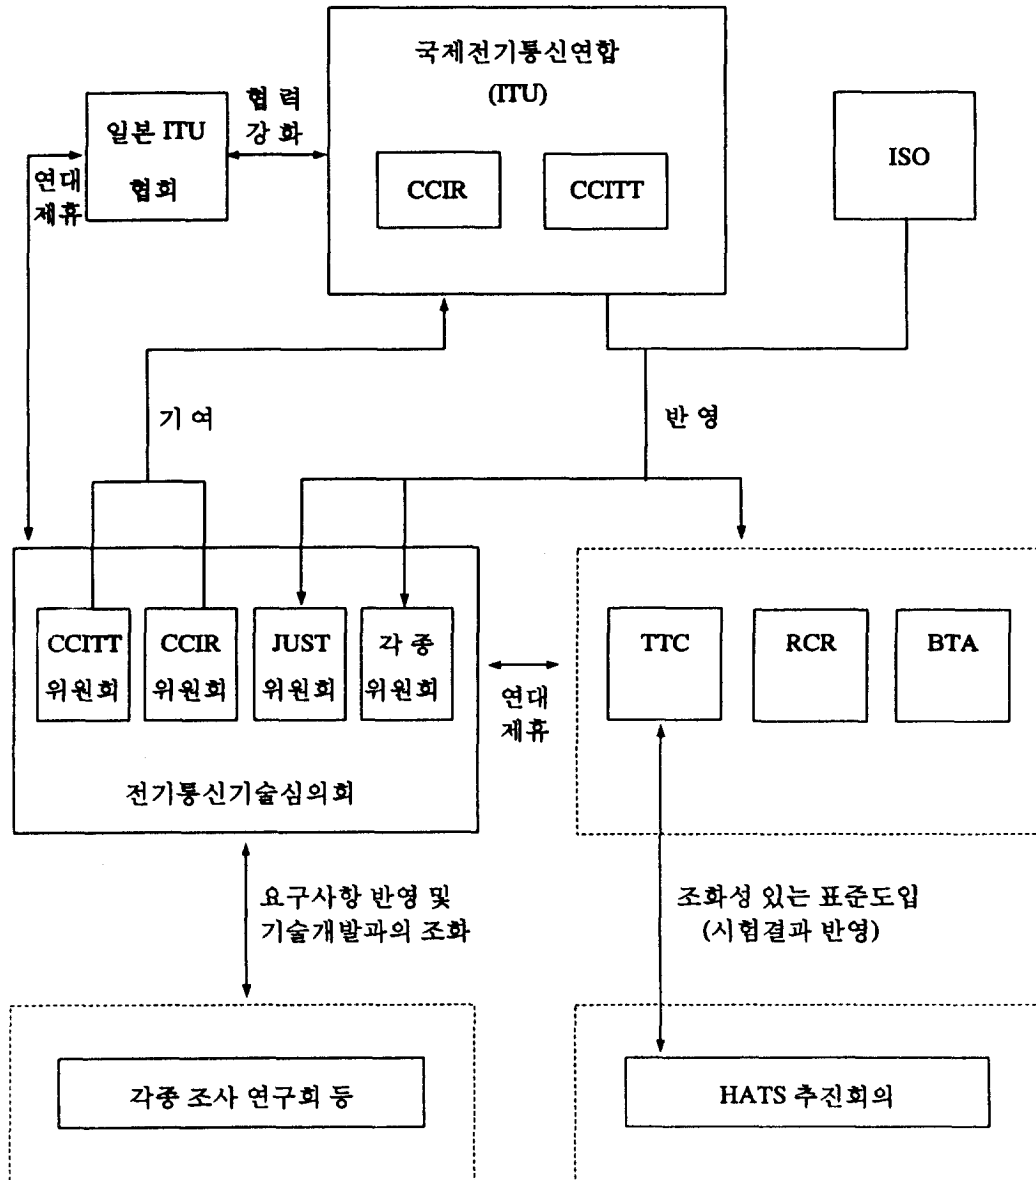 국제전기통신연합
(ITU)
일본 ITU
협회
협 력
강 화
CCIR
CCITT
ISO
연대
제휴
기 여
반 영
CCITT
위원회
CCIR
위원회
JUST
위원회
각 종
위원회
전기통신기술심의회
연대
제휴
TTC
RCR
BTA
요구사항 반영 및
기술개발과의 조화
조화성 있는 표준도입
(시험결과 반영)
각종 조사 연구회 등
HATS 추진회의